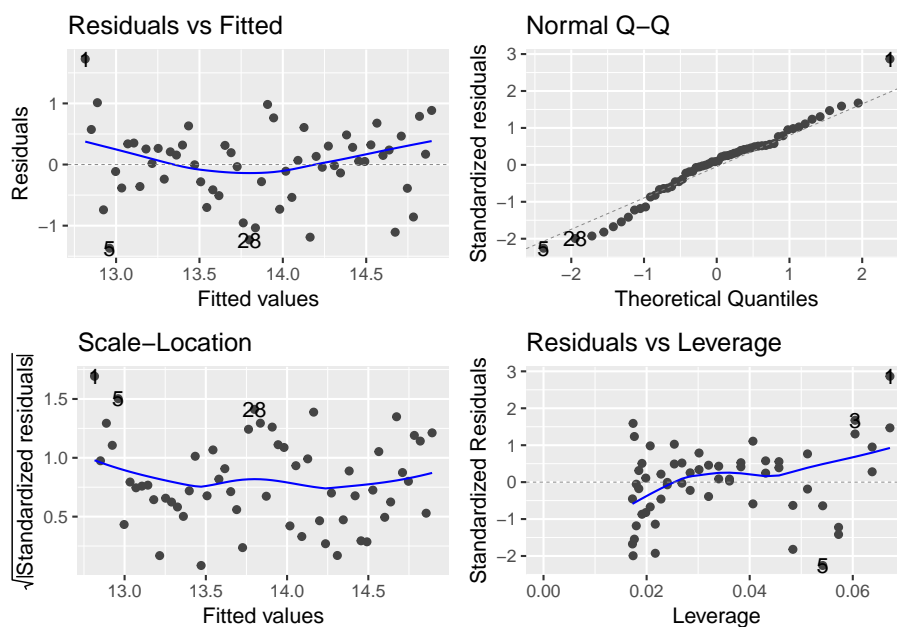 Residuals vs Fitted
Residuals
1
0
−1
1
5
28
13.0 13.5 14.0 14.5
Fitted values
Normal Q−Q
Standardized residuals
3
2
1
0
−1
−2
1
5
28
−2 −1 0 1 2
Theoretical Quantiles
Scale−Location
√|Standardized residuals|
1.5
1.0
0.5
1
5
28
13.0 13.5 14.0 14.5
Fitted values
Residuals vs Leverage
Standardized Residuals
3
2
1
0
−1
−2
1
3
5
0.00 0.02 0.04 0.06
Leverage